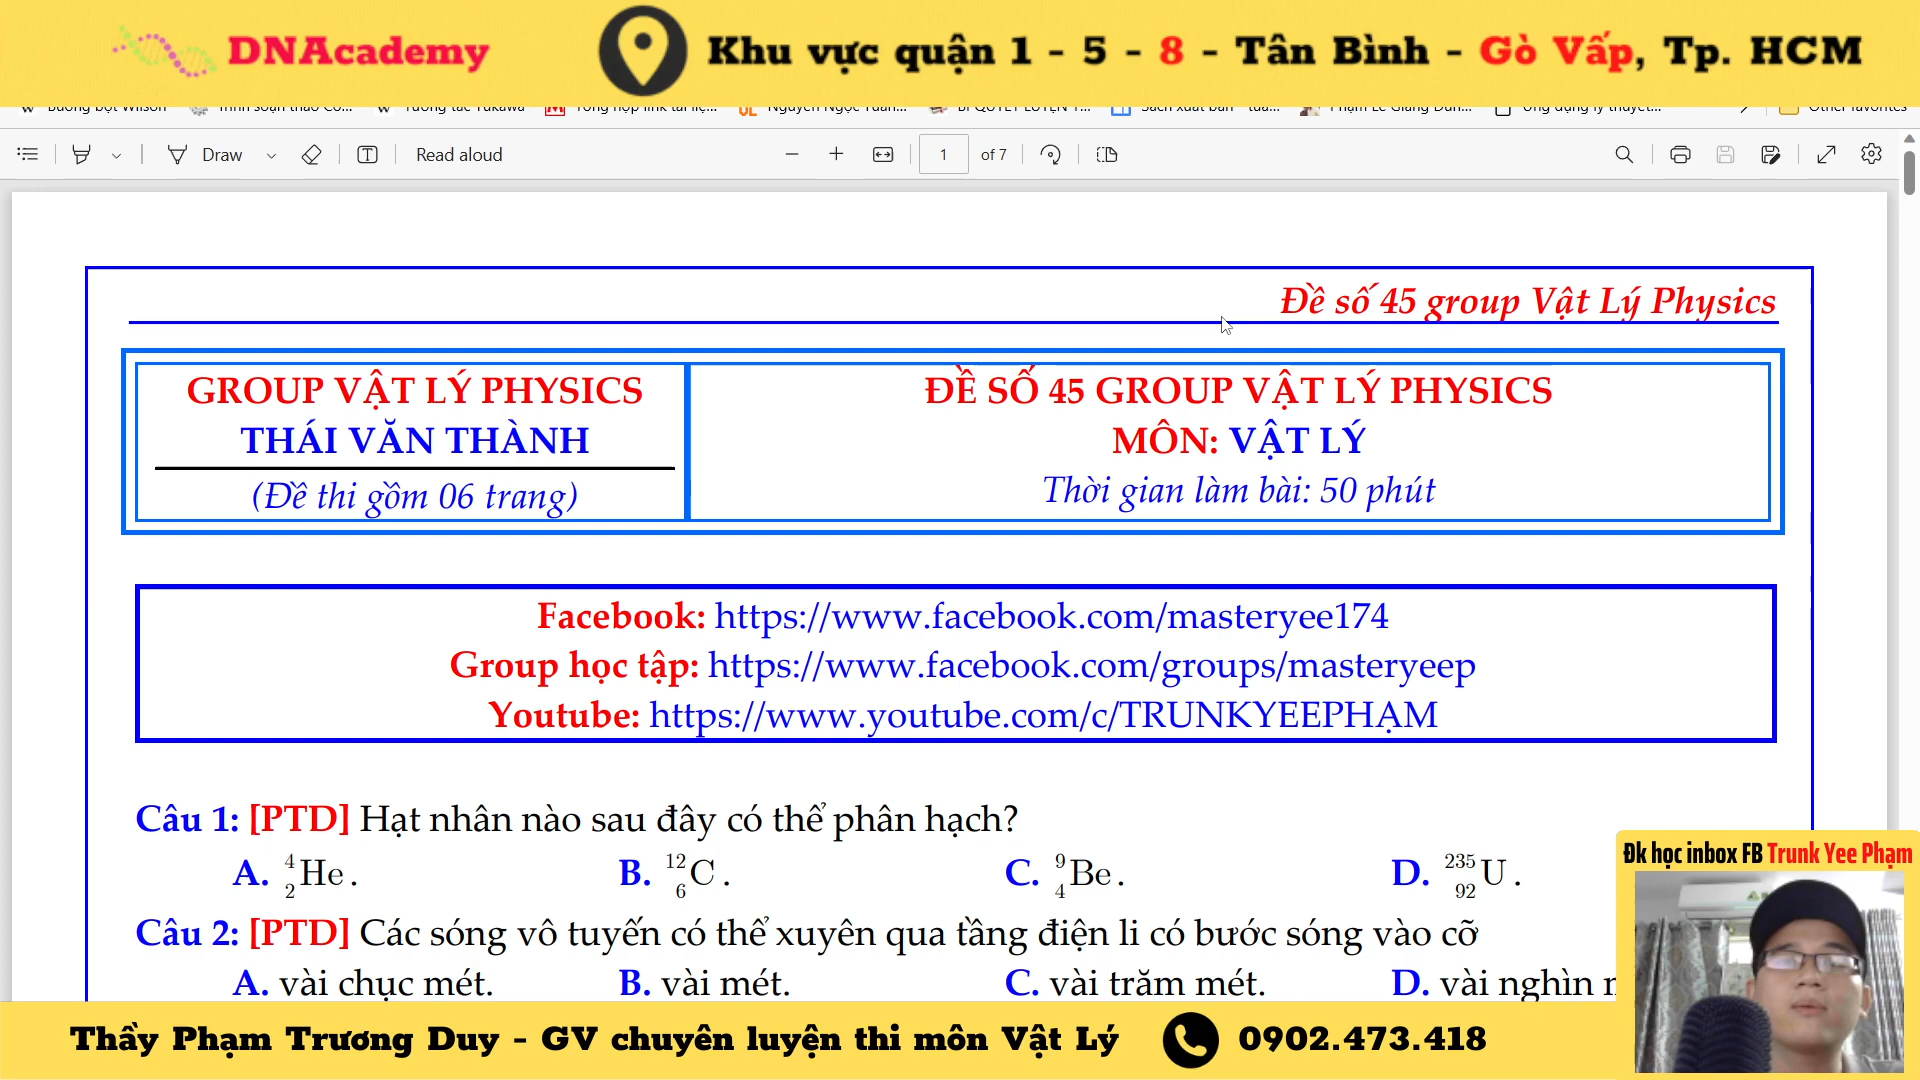 DNAcademy
Khu vực quận 1 - 5 - 8 - Tân Bình - Gò Vấp, Tp. HCM
Draw
Read aloud
1 of 7
Đề số 45 group Vật Lý Physics
GROUP VẬT LÝ PHYSICS
THÁI VĂN THÀNH
(Đề thi gồm 06 trang)
ĐỀ SỐ 45 GROUP VẬT LÝ PHYSICS
MÔN: VẬT LÝ
Thời gian làm bài: 50 phút
Facebook: https://www.facebook.com/masteryee174
Group học tập: https://www.facebook.com/groups/masteryeep
Youtube: https://www.youtube.com/c/TRUNKYEEPHẠM
Câu 1: [PTD] Hạt nhân nào sau đây có thể phân hạch?
A. ⁴₂He. B. ¹²₆C. C. ⁹₄Be. D. ²³⁵₉₂U.
Câu 2: [PTD] Các sóng vô tuyến có thể xuyên qua tầng điện li có bước sóng vào cỡ
A. vài chục mét. B. vài mét. C. vài trăm mét. D. vài nghìn
Đk học inbox FB Trunk Yee Phạm
Thầy Phạm Trương Duy - GV chuyên luyện thi môn Vật Lý
0902.473.418